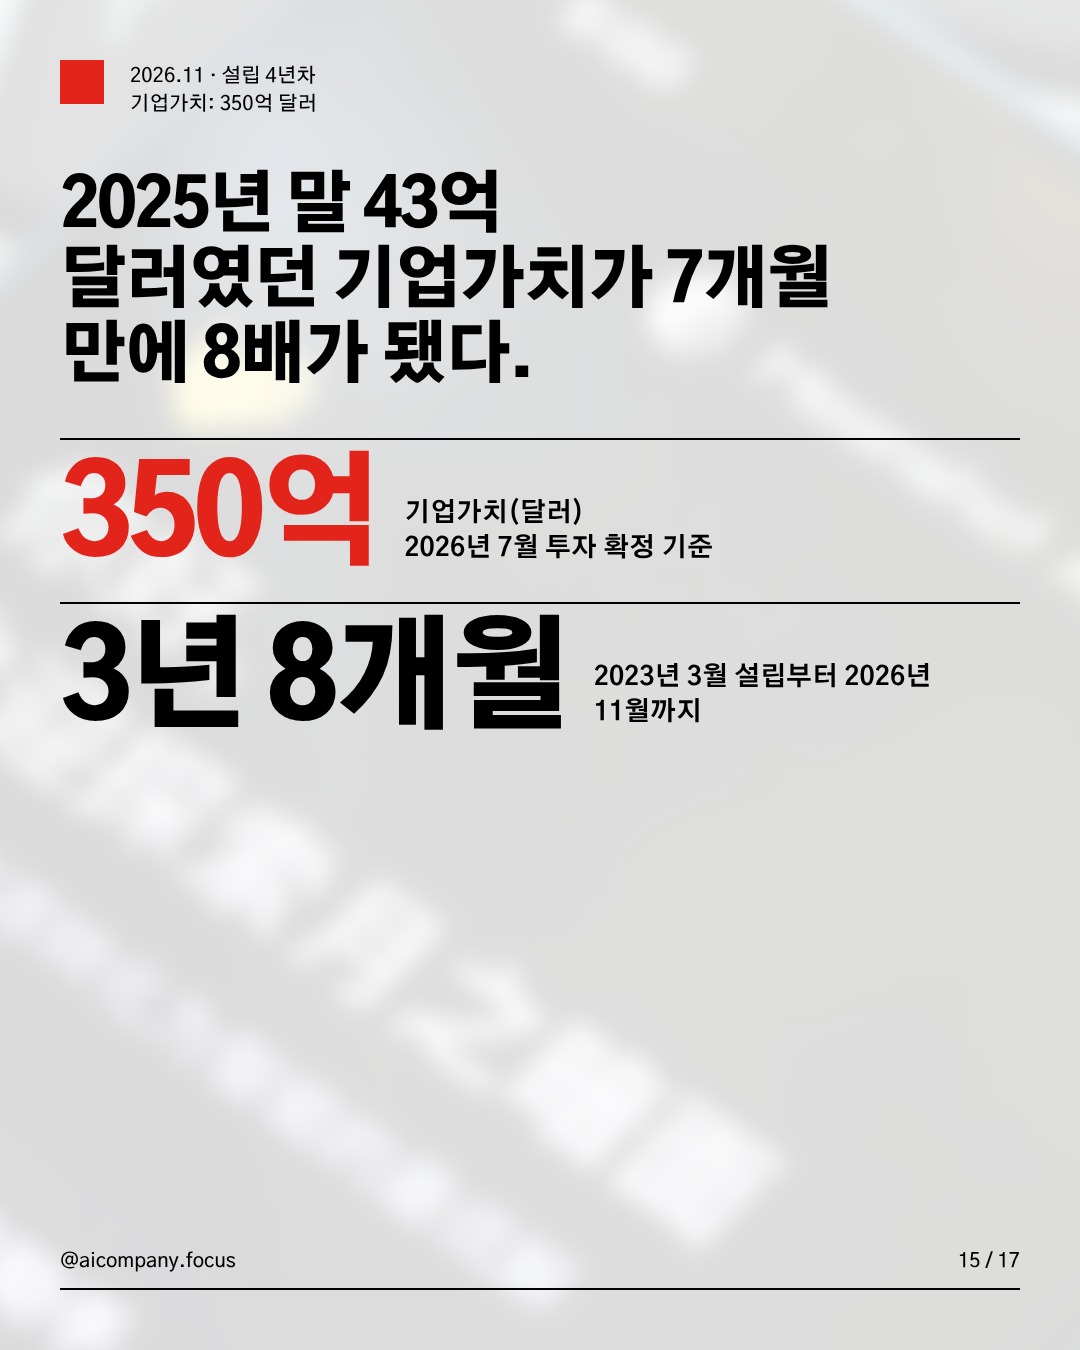 2026.11 · 설립 4년차
기업가치: 350억 달러
2025년 말 43억
달러였던 기업가치가 7개월
만에 8배가 됐다.
350억
기업가치(달러)
2026년 7월 투자 확정 기준
3년 8개월
2023년 3월 설립부터 2026년
11월까지
@aicompany.focus
15 / 17